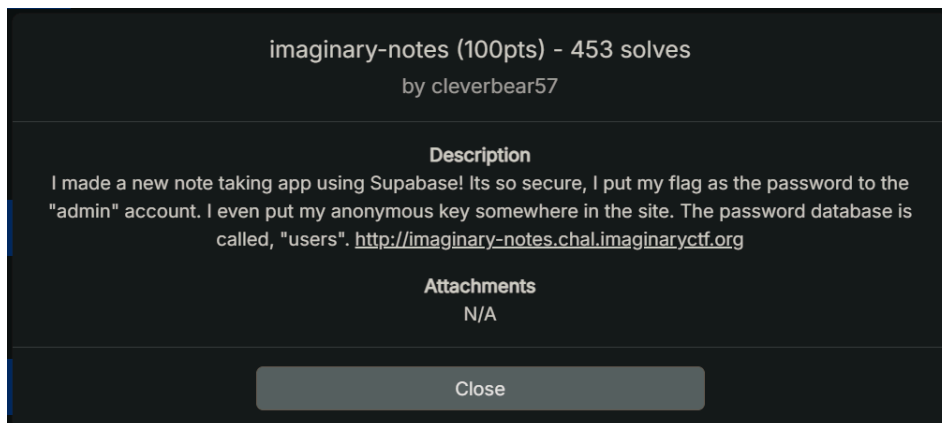 imaginary-notes (100pts) - 453 solves
by cleverbear57
Description
I made a new note taking app using Supabase! Its so secure, I put my flag as the password to the
"admin" account. I even put my anonymous key somewhere in the site. The password database is
called, "users". http://imaginary-notes.chal.imaginaryctf.org
Attachments
N/A
Close